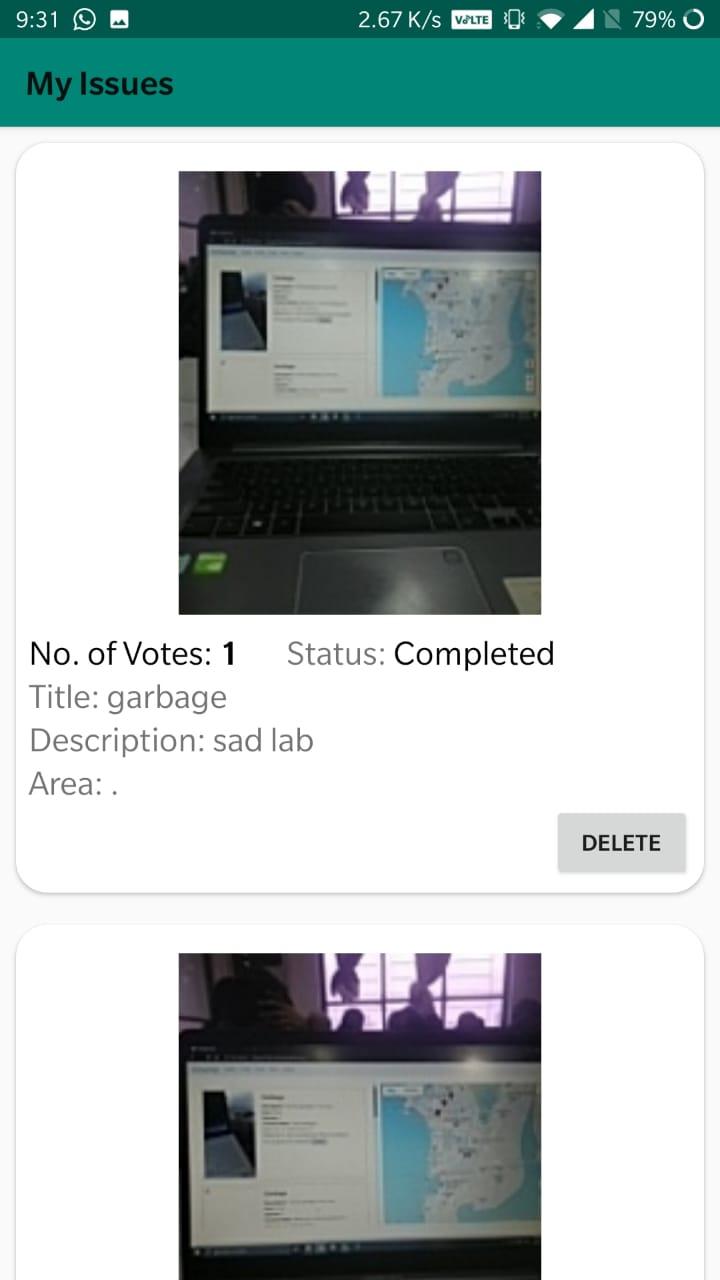 9:31 2.67 K/s VoLTE 79%
My Issues
No. of Votes: 1 Status: Completed
Title: garbage
Description: sad lab
Area: .
DELETE